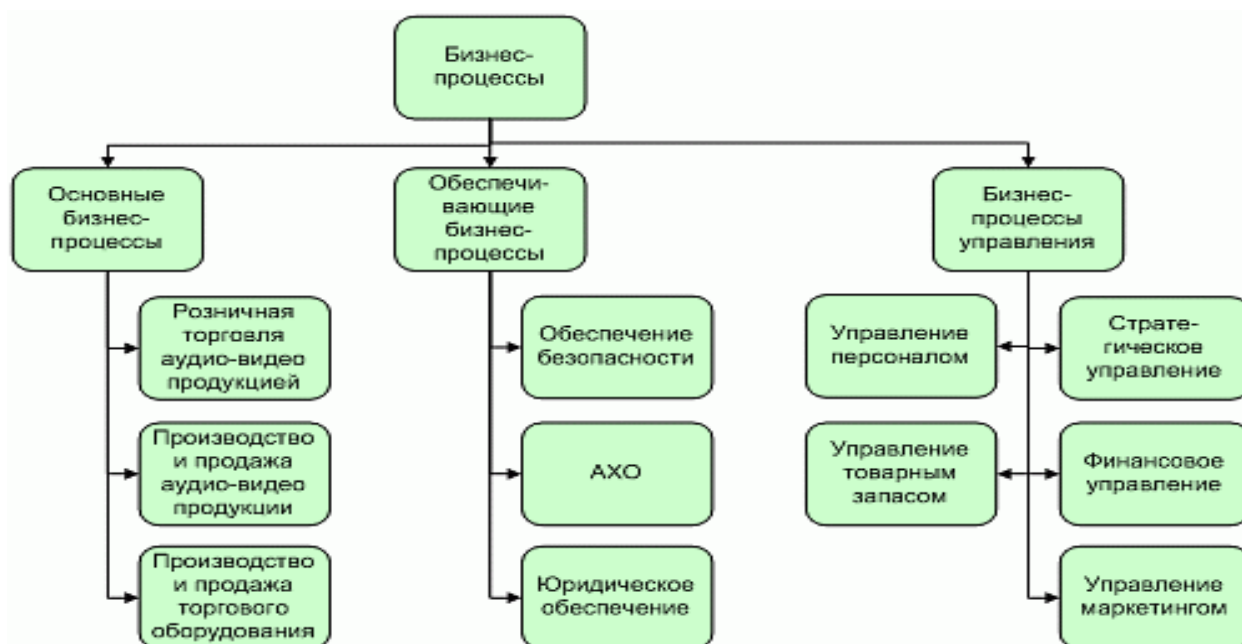 Бизнес-
процессы
Основные
бизнес-
процессы
Обеспечи-
вающие
бизнес-
процессы
Бизнес-
процессы
управления
Розничная
торговля
аудио-видео
продукцией
Производство
и продажа
аудио-видео
продукции
Производство
и продажа
торгового
оборудования
Обеспечение
безопасности
АХО
Юридическое
обеспечение
Управление
персоналом
Управление
товарным
запасом
Страте-
гическое
управление
Финансовое
управление
Управление
маркетингом